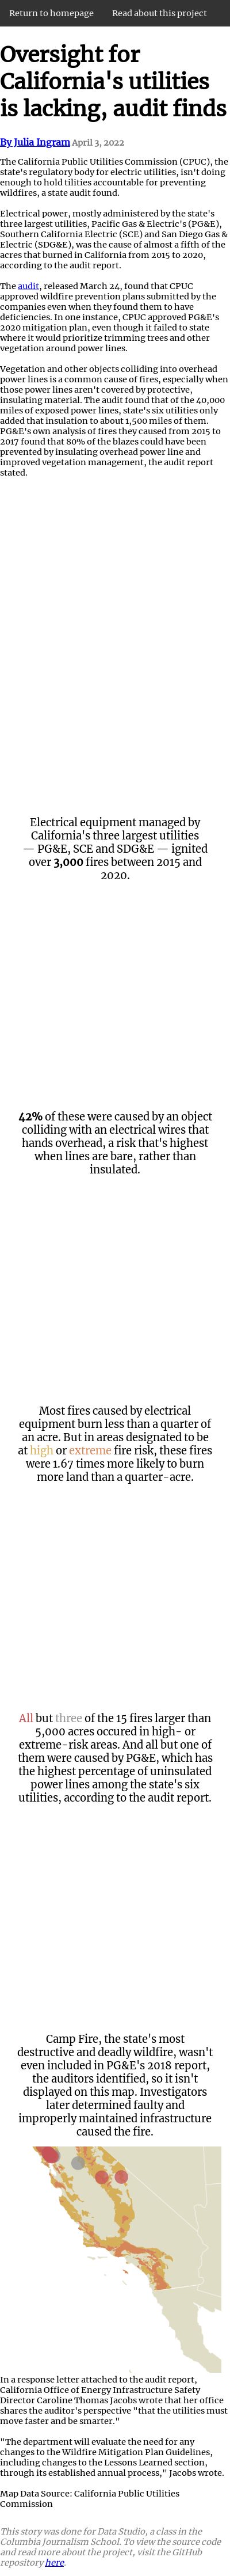 Return to homepage
Read about this project
Oversight for
California's utilities
is lacking, audit finds
By Julia Ingram April 3, 2022
The California Public Utilities Commission (CPUC), the
state's regulatory body for electric utilities, isn't doing
enough to hold tilities accountable for preventing
wildfires, a state audit found.
Electrical power, mostly administered by the state's
three largest utilities, Pacific Gas & Electric's (PG&E),
Southern California Electric (SCE) and San Diego Gas &
Electric (SDG&E), was the cause of almost a fifth of the
acres that burned in California from 2015 to 2020,
according to the audit report.
The audit, released March 24, found that CPUC
approved wildfire prevention plans submitted by the
companies even when they found them to have
deficiencies. In one instance, CPUC approved PG&E's
2020 mitigation plan, even though it failed to state
where it would prioritize trimming trees and other
vegetation around power lines.
Vegetation and other objects colliding into overhead
power lines is a common cause of fires, especially when
those power lines aren't covered by protective,
insulating material. The audit found that of the 40,000
miles of exposed power lines, state's six utilities only
added that insulation to about 1,500 miles of them.
PG&E's own analysis of fires they caused from 2015 to
2017 found that 80% of the blazes could have been
prevented by insulating overhead power line and
improved vegetation management, the audit report
stated.
Electrical equipment managed by
California's three largest utilities
— PG&E, SCE and SDG&E — ignited
over 3,000 fires between 2015 and
2020.
42% of these were caused by an object
colliding with an electrical wires that
hands overhead, a risk that's highest
when lines are bare, rather than
insulated.
Most fires caused by electrical
equipment burn less than a quarter of
an acre. But in areas designated to be
at high or extreme fire risk, these fires
were 1.67 times more likely to burn
more land than a quarter-acre.
All but three of the 15 fires larger than
5,000 acres occured in high- or
extreme-risk areas. And all but one of
them were caused by PG&E, which has
the highest percentage of uninsulated
power lines among the state's six
utilities, according to the audit report.
Camp Fire, the state's most
destructive and deadly wildfire, wasn't
even included in PG&E's 2018 report,
the auditors identified, so it isn't
displayed on this map. Investigators
later determined faulty and
improperly maintained infrastructure
caused the fire.
In a response letter attached to the audit report,
California Office of Energy Infrastructure Safety
Director Caroline Thomas Jacobs wrote that her office
shares the auditor's perspective "that the utilities must
move faster and be smarter."
"The department will evaluate the need for any
changes to the Wildfire Mitigation Plan Guidelines,
including changes to the Lessons Learned section,
through its established annual process," Jacobs wrote.
Map Data Source: California Public Utilities
Commission
This story was done for Data Studio, a class in the
Columbia Journalism School. To view the source code
and read more about the project, visit the GitHub
repository here.